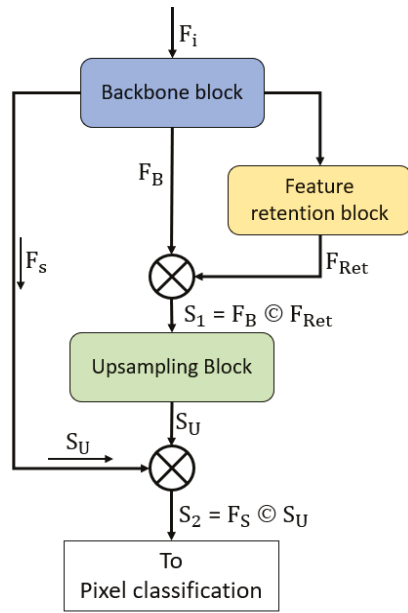 F_i
Backbone block
F_B
Feature
retention block
F_s
F_Ret
S_1 = F_B © F_Ret
Upsampling Block
S_U
S_U
S_2 = F_S © S_U
To
Pixel classification